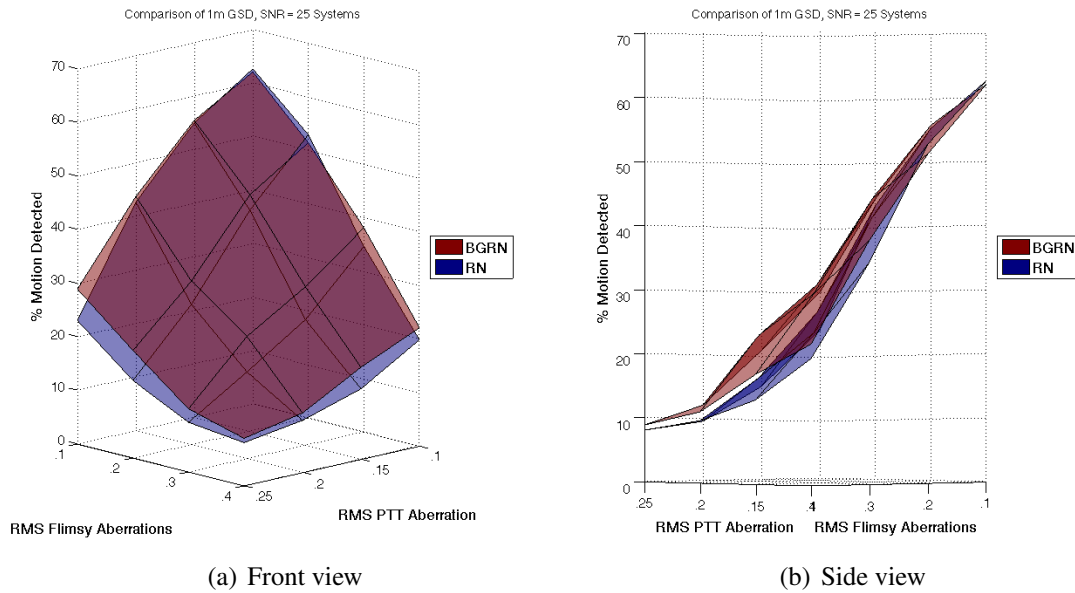 Comparison of 1m GSD, SNR = 25 Systems
70
60
50
40
30
20
10
0
% Motion Detected
.1
.2
.3
.4
RMS Flimsy Aberrations
.25
.2
.15
.1
RMS PTT Aberration
BGRN
RN
(a) Front view
Comparison of 1m GSD, SNR = 25 Systems
70
60
50
40
30
20
10
0
% Motion Detected
.25
.2
.15
.4
.3
.2
.1
RMS PTT Aberration
RMS Flimsy Aberrations
BGRN
RN
(b) Side view